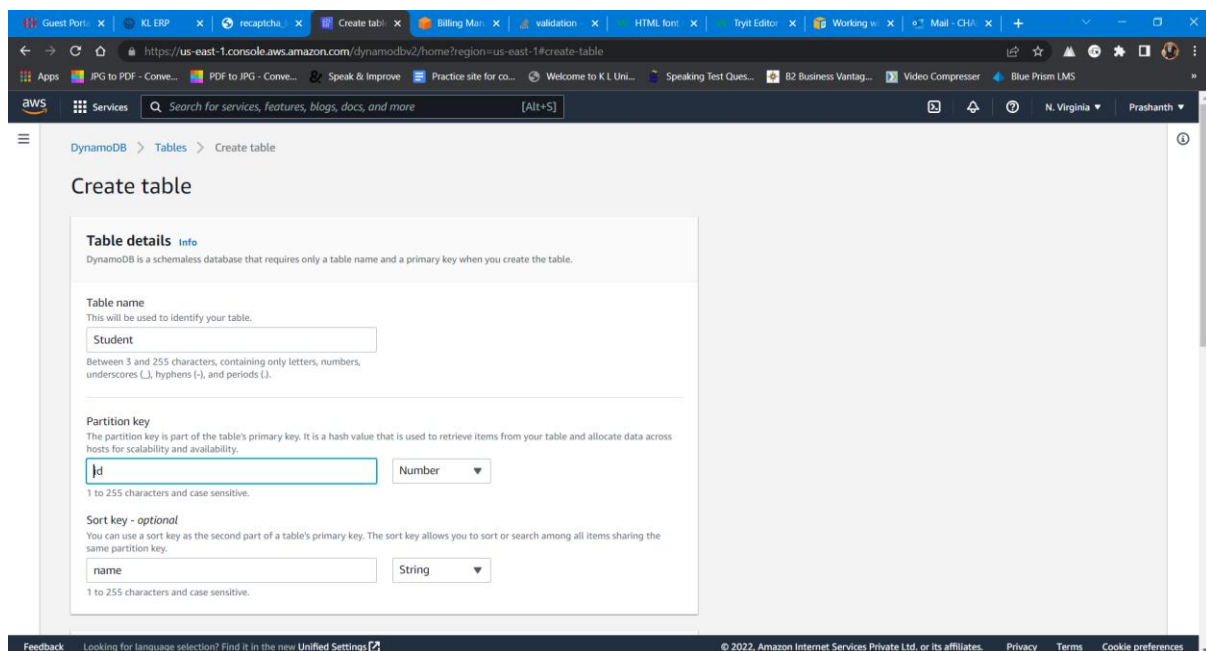 Guest Port
KL ERP
recaptcha_
Create tabl
Billing Man
validation
HTML font
Tryit Editor
Working w
Mail - CHA
https://us-east-1.console.aws.amazon.com/dynamodbv2/home?region=us-east-1#create-table
Apps
JPG to PDF - Conve...
PDF to JPG - Conve...
Speak & Improve
Practice site for co...
Welcome to K L Uni...
Speaking Test Ques...
B2 Business Vantag...
Video Compresser
Blue Prism LMS
aws
Services
Search for services, features, blogs, docs, and more
[Alt+S]
N. Virginia
Prashanth
DynamoDB > Tables > Create table
Create table
Table details Info
DynamoDB is a schemaless database that requires only a table name and a primary key when you create the table.
Table name
This will be used to identify your table.
Student
Between 3 and 255 characters, containing only letters, numbers,
underscores (_), hyphens (-), and periods (.).
Partition key
The partition key is part of the table's primary key. It is a hash value that is used to retrieve items from your table and allocate data across
hosts for scalability and availability.
id
Number
1 to 255 characters and case sensitive.
Sort key - optional
You can use a sort key as the second part of a table's primary key. The sort key allows you to sort or search among all items sharing the
same partition key.
name
String
1 to 255 characters and case sensitive.
Feedback
Looking for language selection? Find it in the new Unified Settings
© 2022, Amazon Internet Services Private Ltd. or its affiliates.
Privacy
Terms
Cookie preferences